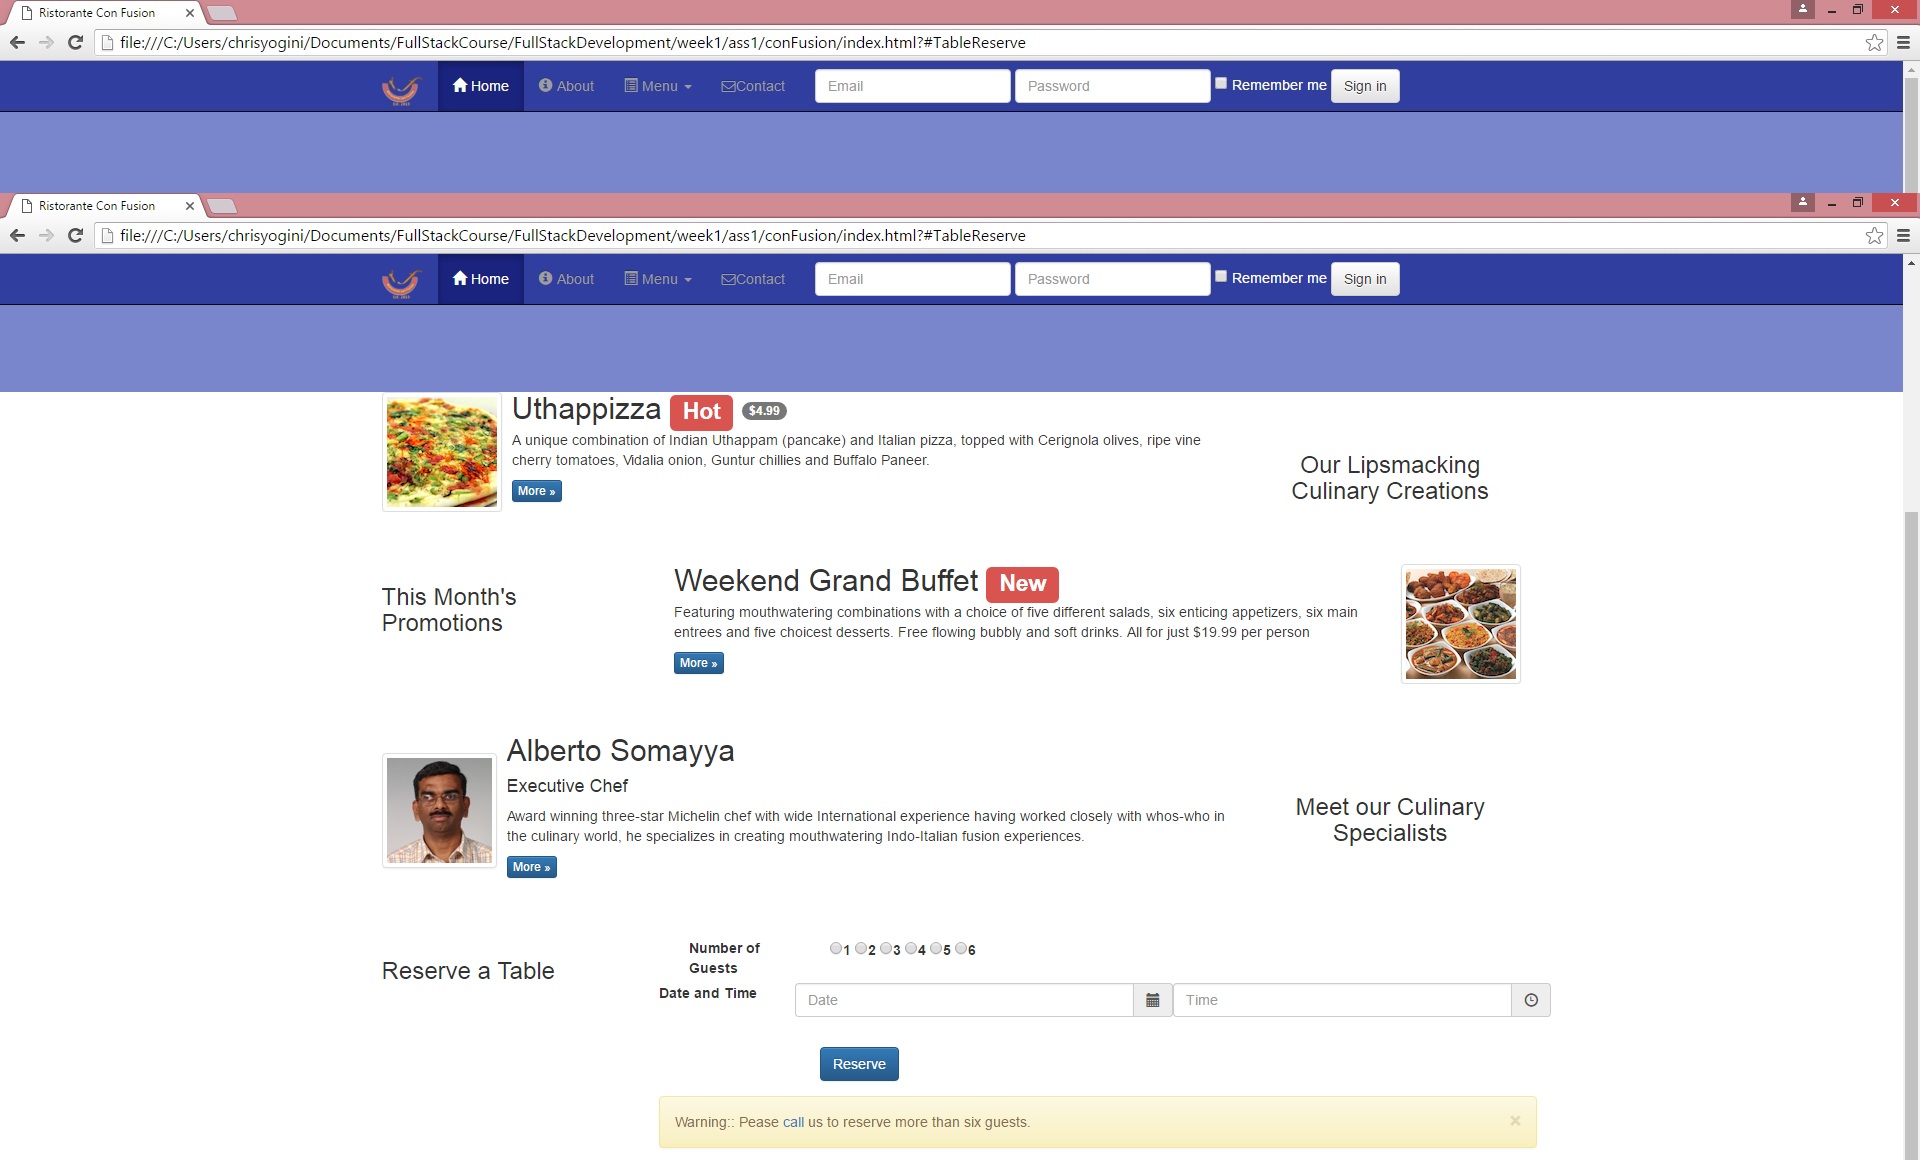 Ristorante Con Fusion
file:///C:/Users/chrisyogini/Documents/FullStackCourse/FullStackDevelopment/week1/ass1/conFusion/index.html?#TableReserve
Home About Menu Contact Email Password Remember me Sign in
Ristorante Con Fusion
file:///C:/Users/chrisyogini/Documents/FullStackCourse/FullStackDevelopment/week1/ass1/conFusion/index.html?#TableReserve
Home About Menu Contact Email Password Remember me Sign in
Uthappizza Hot $4.99
A unique combination of Indian Uthappam (pancake) and Italian pizza, topped with Cerignola olives, ripe vine
cherry tomatoes, Vidalia onion, Guntur chillies and Buffalo Paneer.
More »
Our Lipsmacking
Culinary Creations
This Month's
Promotions
Weekend Grand Buffet New
Featuring mouthwatering combinations with a choice of five different salads, six enticing appetizers, six main
entrees and five choicest desserts. Free flowing bubbly and soft drinks. All for just $19.99 per person
More »
Alberto Somayya
Executive Chef
Award winning three-star Michelin chef with wide International experience having worked closely with whos-who in
the culinary world, he specializes in creating mouthwatering Indo-Italian fusion experiences.
More »
Meet our Culinary
Specialists
Reserve a Table
Number of
Guests
1 2 3 4 5 6
Date and Time Date Time
Reserve
Warning:: Pease call us to reserve more than six guests. ×